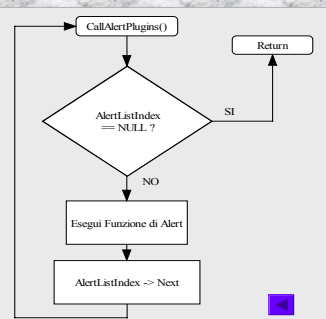 CallAlertPlugins()
Return
AlertListIndex
== NULL ?
SI
NO
Esegui Funzione di Alert
AlertListIndex -> Next